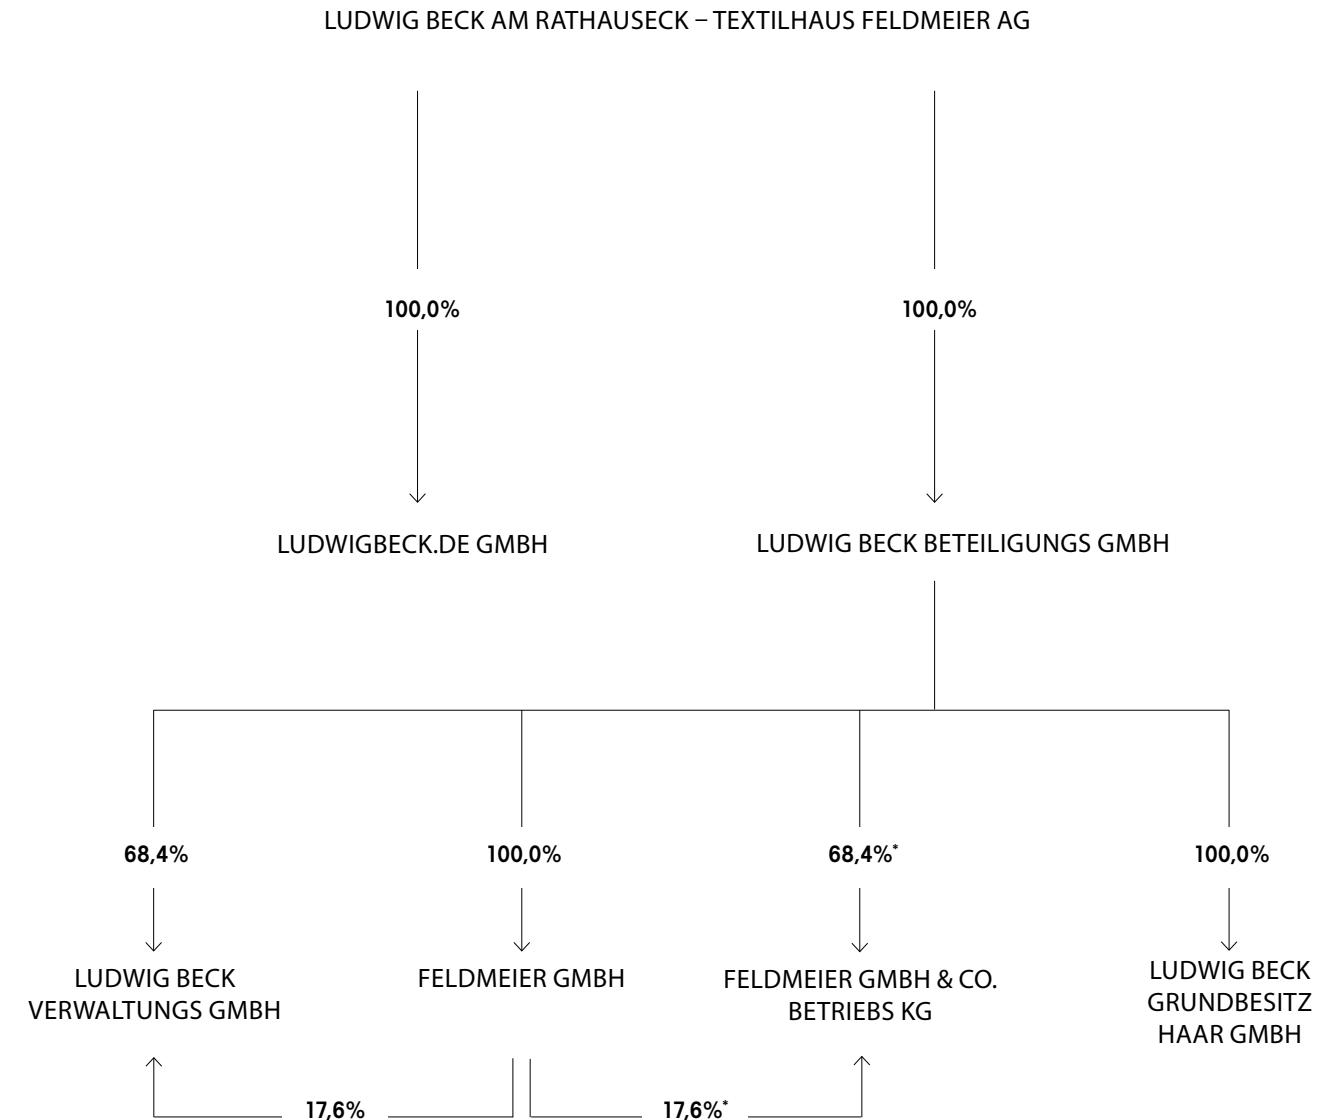 LUDWIG BECK AM RATHAUSECK – TEXTILHAUS FELDMEIER AG
100,0%
100,0%
LUDWIGBECK.DE GMBH
LUDWIG BECK BETEILIGUNGS GMBH
68,4%
100,0%
68,4%*
100,0%
LUDWIG BECK
VERWALTUNGS GMBH
FELDMEIER GMBH
FELDMEIER GMBH & CO.
BETRIEBS KG
LUDWIG BECK
GRUNDBESITZ
HAAR GMBH
17,6%
17,6%*